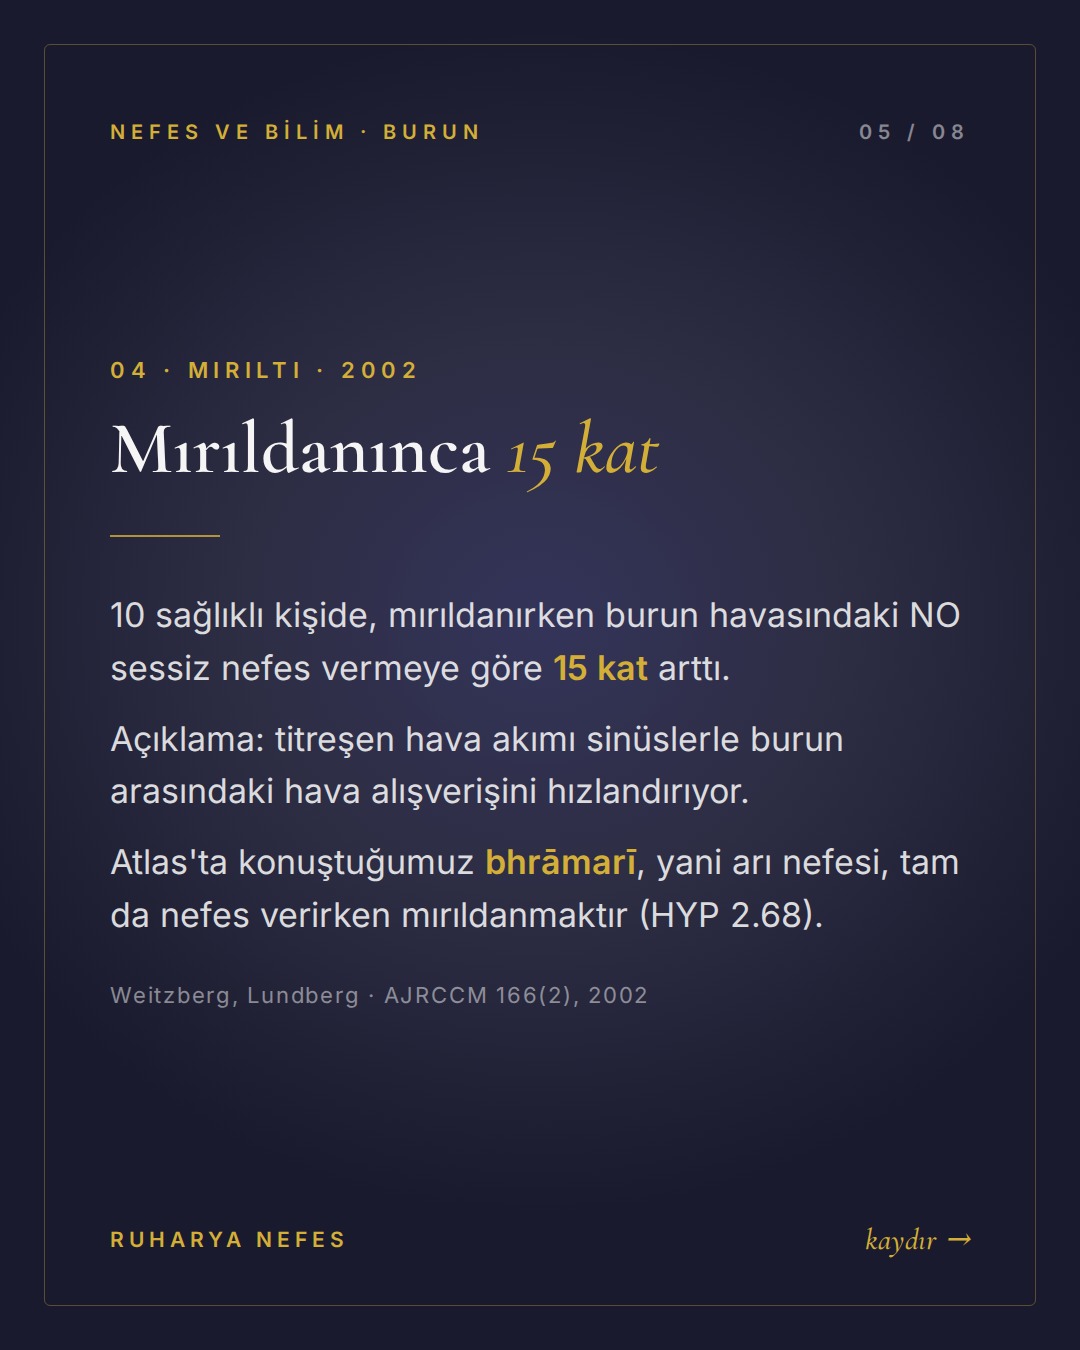 NEFES VE BİLİM · BURUN
05 / 08
04 · MIRILTI · 2002
Mırıldanınca 15 kat
10 sağlıklı kişide, mırıldanırken burun havasındaki NO
sessiz nefes vermeye göre 15 kat arttı.
Açıklama: titreşen hava akımı sinüslerle burun
arasındaki hava alışverişini hızlandırıyor.
Atlas'ta konuştuğumuz bhrāmarī, yani arı nefesi, tam
da nefes verirken mırıldanmaktır (HYP 2.68).
Weitzberg, Lundberg · AJRCCM 166(2), 2002
RUHARYA NEFES
kaydır →